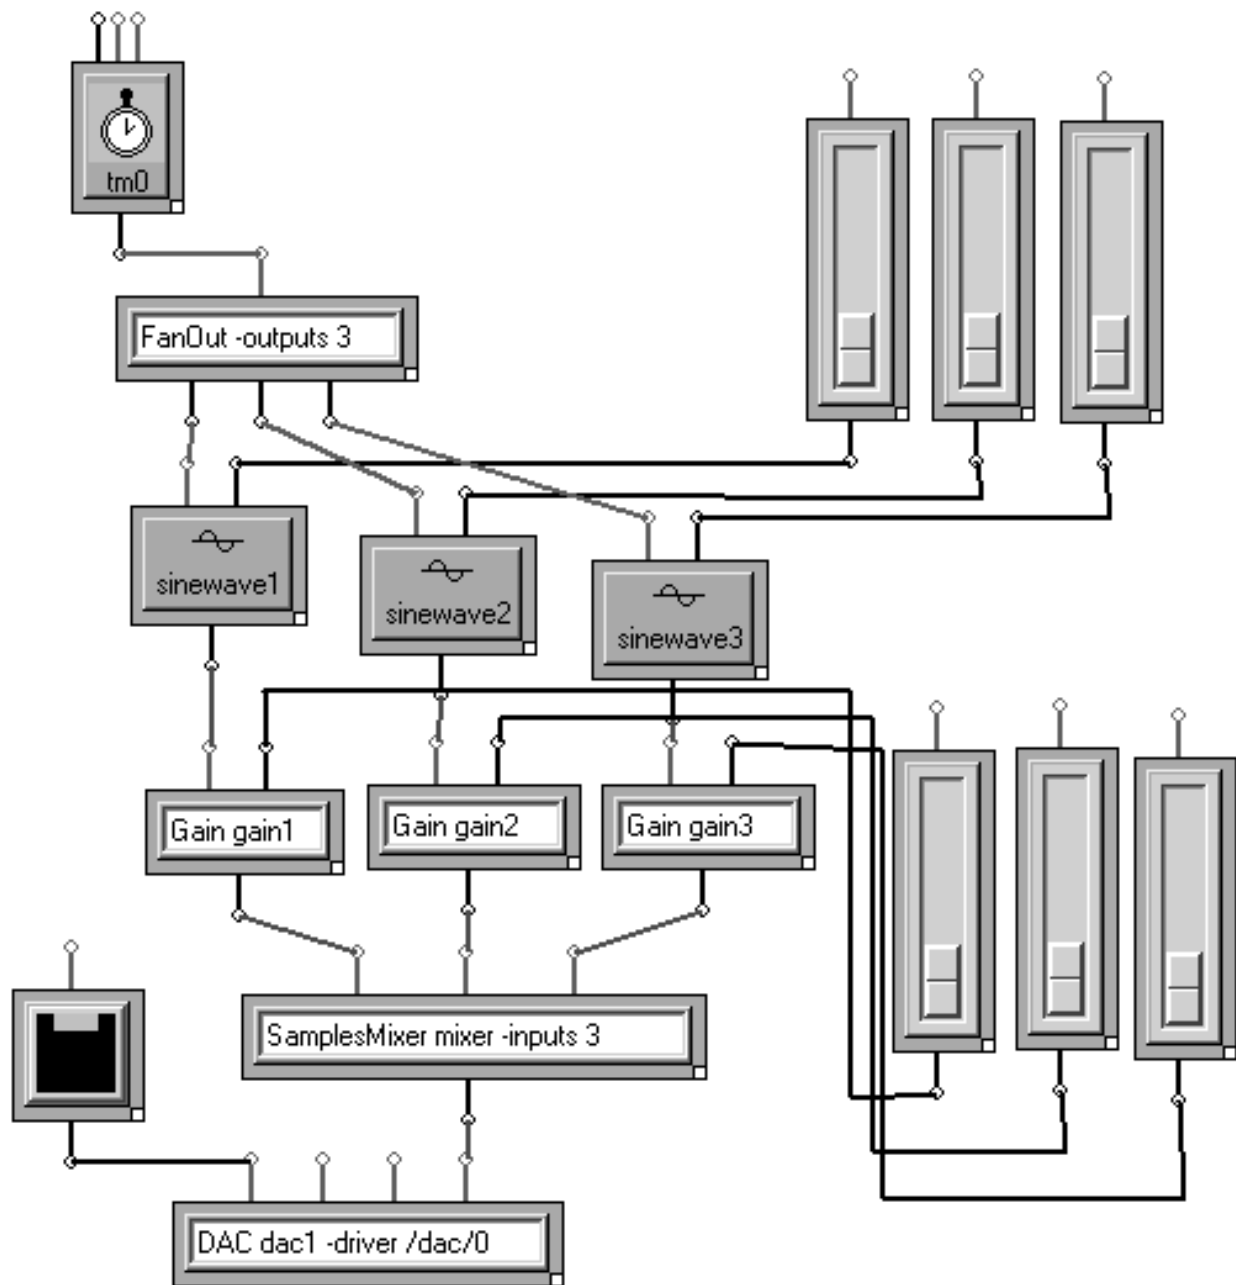 tm0
FanOut -outputs 3
sinewave1
sinewave2
sinewave3
Gain gain1
Gain gain2
Gain gain3
SamplesMixer mixer -inputs 3
DAC dac1 -driver /dac/0